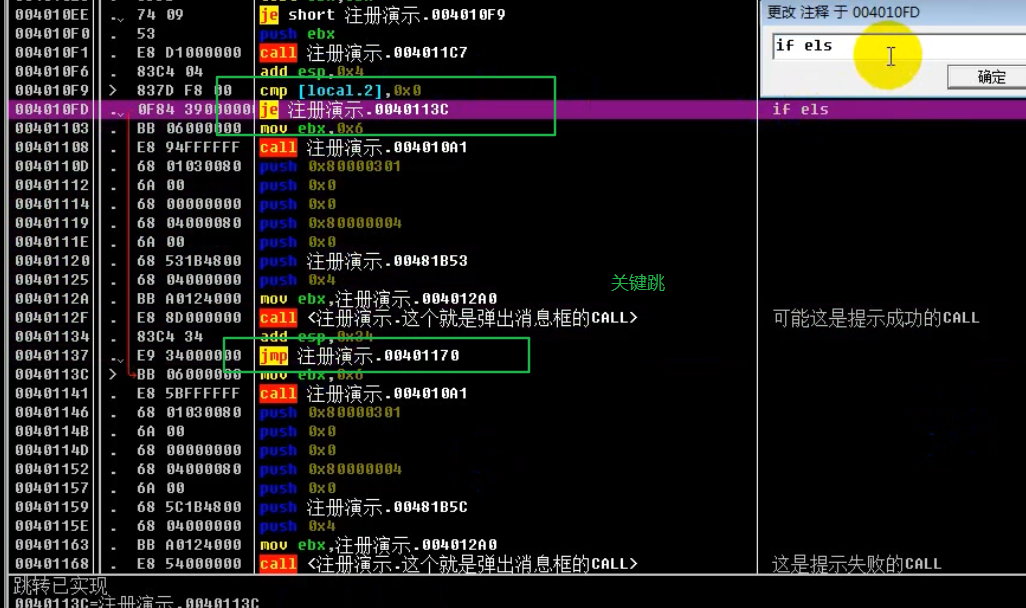 更改 注释 于 004010FD
if els
确定
004010EE . 74 09 je short 注册演示.004010F9
004010F0 . 53 push ebx
004010F1 . E8 D1000000 call 注册演示.004011C7
004010F6 . 83C4 04 add esp,0x4
004010F9 > 837D F8 00 cmp [local.2],0x0
004010FD . 0F84 39000000 je 注册演示.0040113C if els
00401103 . BB 06000000 mov ebx,0x6
00401108 . E8 94FFFFFF call 注册演示.004010A1
0040110D . 68 01030080 push 0x80000301
00401112 . 6A 00 push 0x0
00401114 . 68 00000000 push 0x0
00401119 . 68 04000080 push 0x80000004
0040111E . 6A 00 push 0x0
00401120 . 68 531B4800 push 注册演示.00481B53
00401125 . 68 04000000 push 0x4
关键跳
0040112A . BB A0124000 mov ebx,注册演示.004012A0
0040112F . E8 8D000000 call <注册演示.这个就是弹出消息框的CALL> 可能这是提示成功的CALL
00401134 . 83C4 34 add esp,0x34
00401137 . E9 34000000 jmp 注册演示.00401170
0040113C > BB 06000000 mov ebx,0x6
00401141 . E8 5BFFFFFF call 注册演示.004010A1
00401146 . 68 01030080 push 0x80000301
0040114B . 6A 00 push 0x0
0040114D . 68 00000000 push 0x0
00401152 . 68 04000080 push 0x80000004
00401157 . 6A 00 push 0x0
00401159 . 68 5C1B4800 push 注册演示.00481B5C
0040115E . 68 04000000 push 0x4
00401163 . BB A0124000 mov ebx,注册演示.004012A0
00401168 . E8 54000000 call <注册演示.这个就是弹出消息框的CALL> 这是提示失败的CALL
跳转已实现
0040113C=注册演示.0040113C